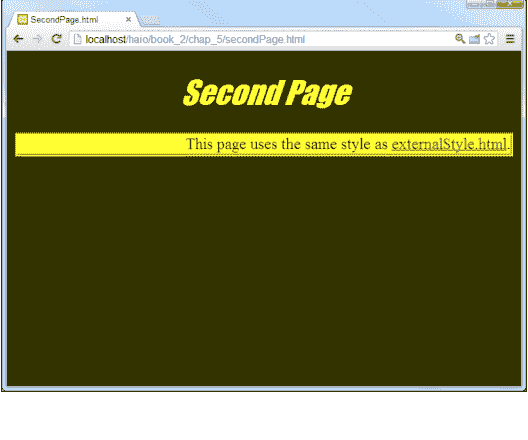 SecondPage.html
localhost/haio/book_2/chap_5/secondPage.html
Second Page
This page uses the same style as externalStyle.html.